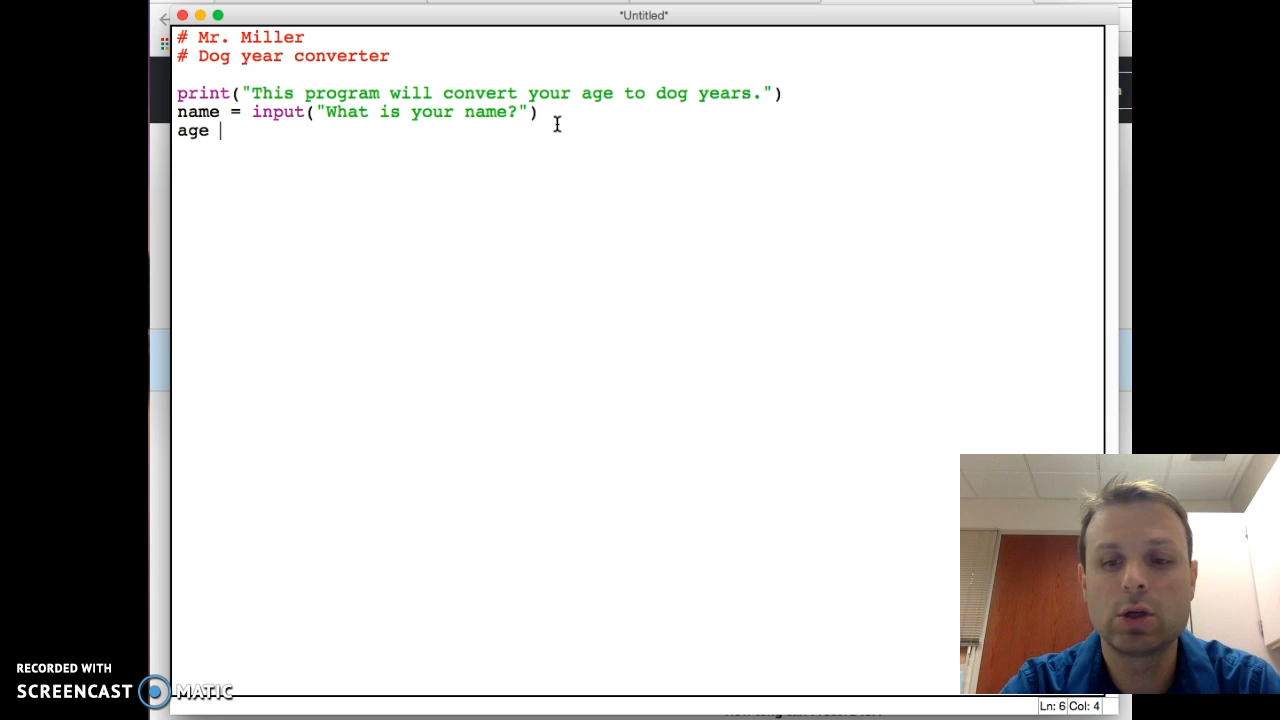 *Untitled*
# Mr. Miller
# Dog year converter
print("This program will convert your age to dog years.")
name = input("What is your name?")
age
RECORDED WITH
SCREENCAST MATIC
Ln: 6 Col: 4